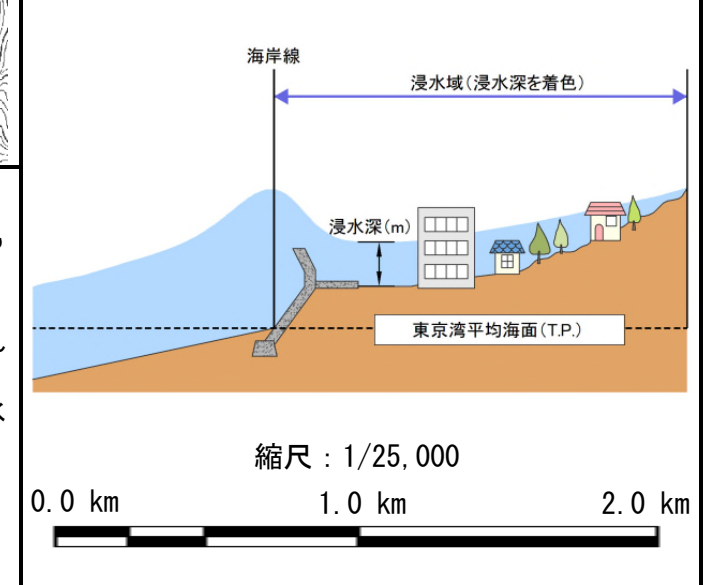 海岸線
浸水域(浸水深を着色)
浸水深(m)
東京湾平均海面(T.P.)
縮尺：1/25,000
0.0 km 1.0 km 2.0 km